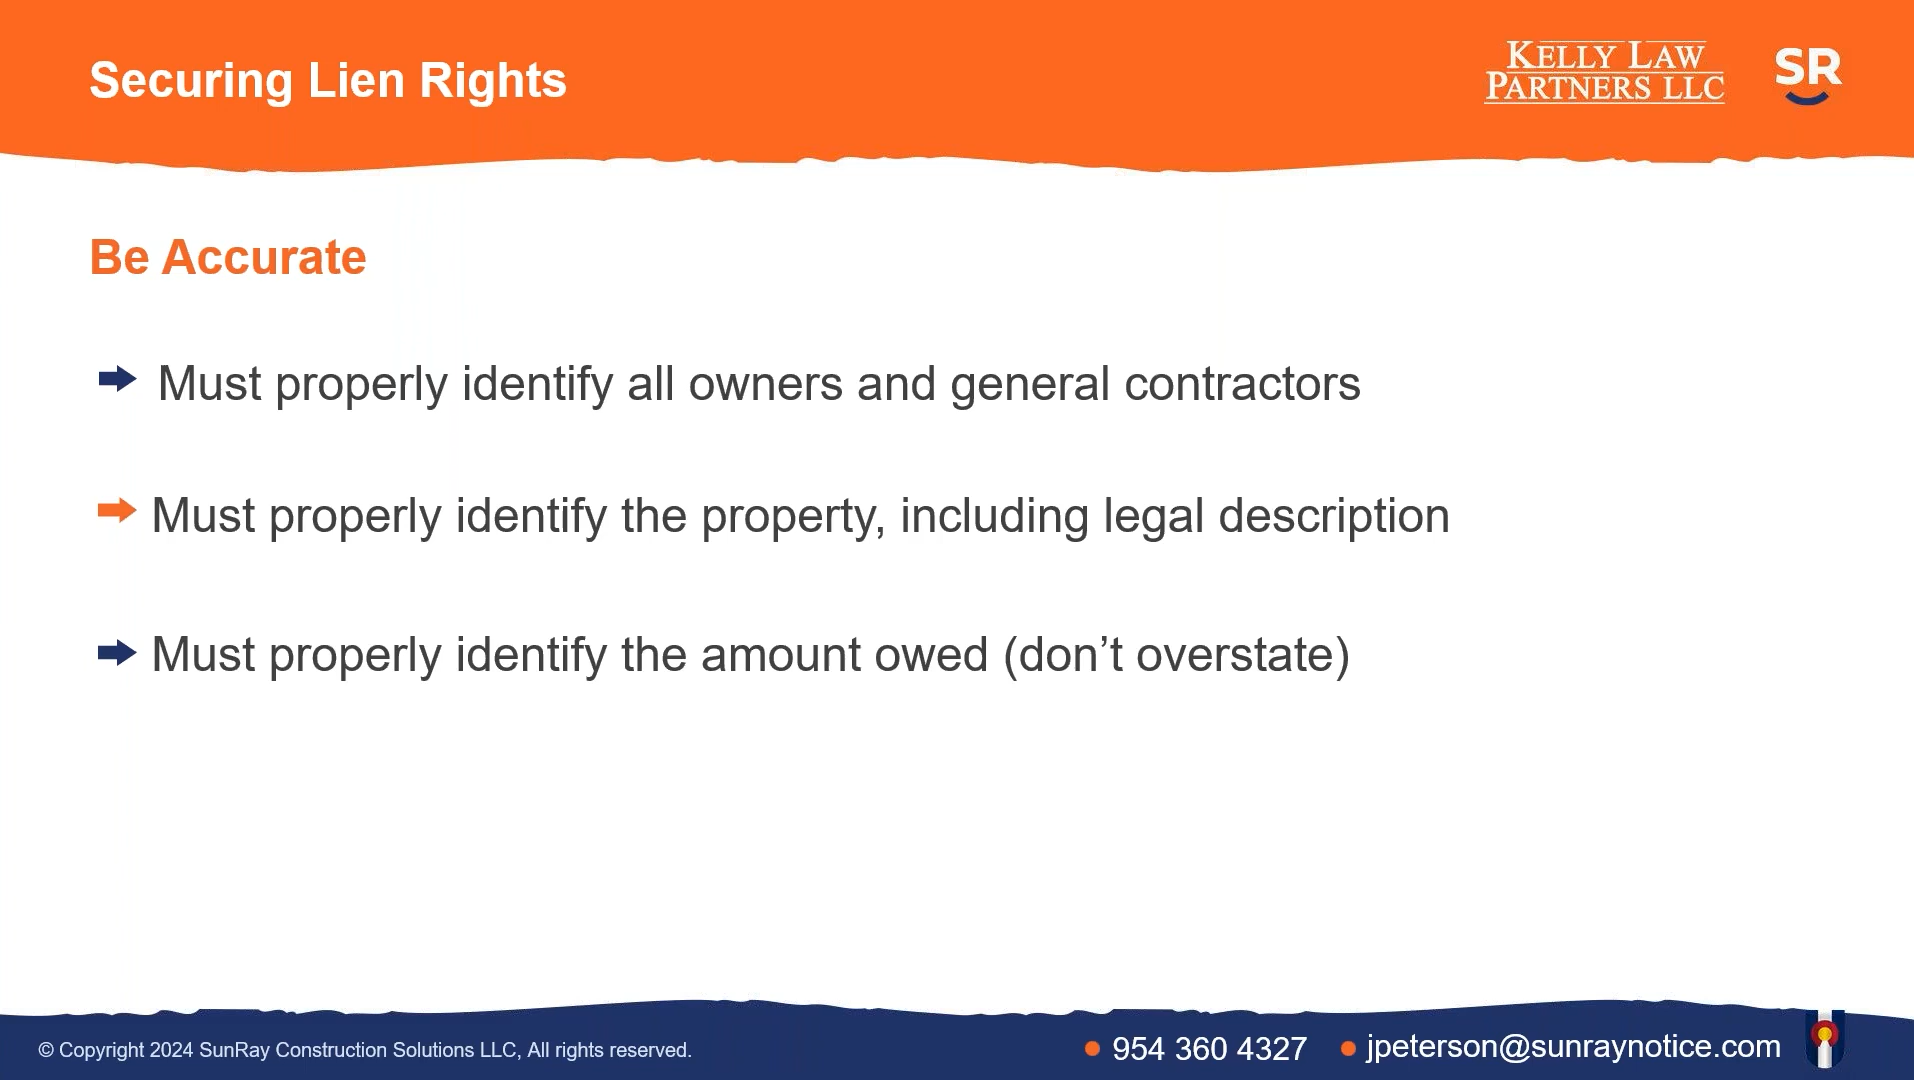 Securing Lien Rights
KELLY LAW
PARTNERS LLC
SR
Be Accurate
Must properly identify all owners and general contractors
Must properly identify the property, including legal description
Must properly identify the amount owed (don’t overstate)
© Copyright 2024 SunRay Construction Solutions LLC, All rights reserved.
954 360 4327
jpeterson@sunraynotice.com